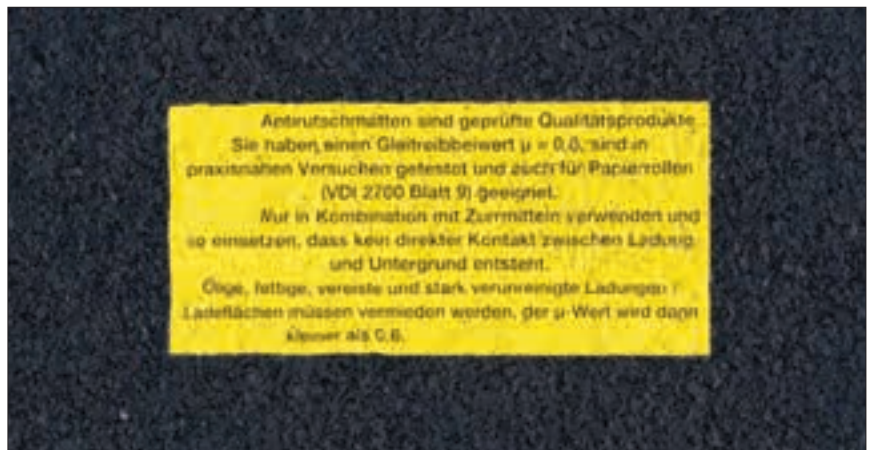 Antirutschmatten sind geprüfte Qualitätsprodukte
Sie haben einen Gleitreibbeiwert µ = 0,6, sind in
praxisnahen Versuchen getestet und auch für Papierrollen
(VDI 2700 Blatt 9) geeignet.
Nur in Kombination mit Zurrmitteln verwenden und
so einsetzen, dass kein direkter Kontakt zwischen Ladung
und Untergrund entsteht.
Ölige, fettige, vereiste und stark verunreinigte Ladungen /
Ladeflächen müssen vermieden werden, der µ-Wert wird dann
kleiner als 0,6.